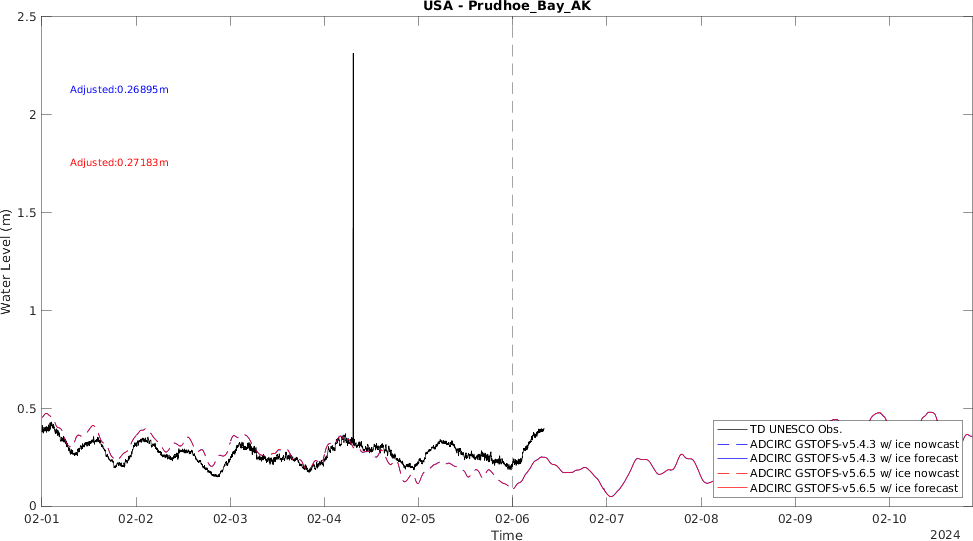 USA - Prudhoe_Bay_AK
2.5
Adjusted:0.26895m
2
Adjusted:0.27183m
1.5
Water Level (m)
1
0.5
TD UNESCO Obs.
ADCIRC GSTOFS-v5.4.3 w/ ice nowcast
ADCIRC GSTOFS-v5.4.3 w/ ice forecast
ADCIRC GSTOFS-v5.6.5 w/ ice nowcast
ADCIRC GSTOFS-v5.6.5 w/ ice forecast
0
02-01 02-02 02-03 02-04 02-05 02-06 02-07 02-08 02-09 02-10
Time
2024